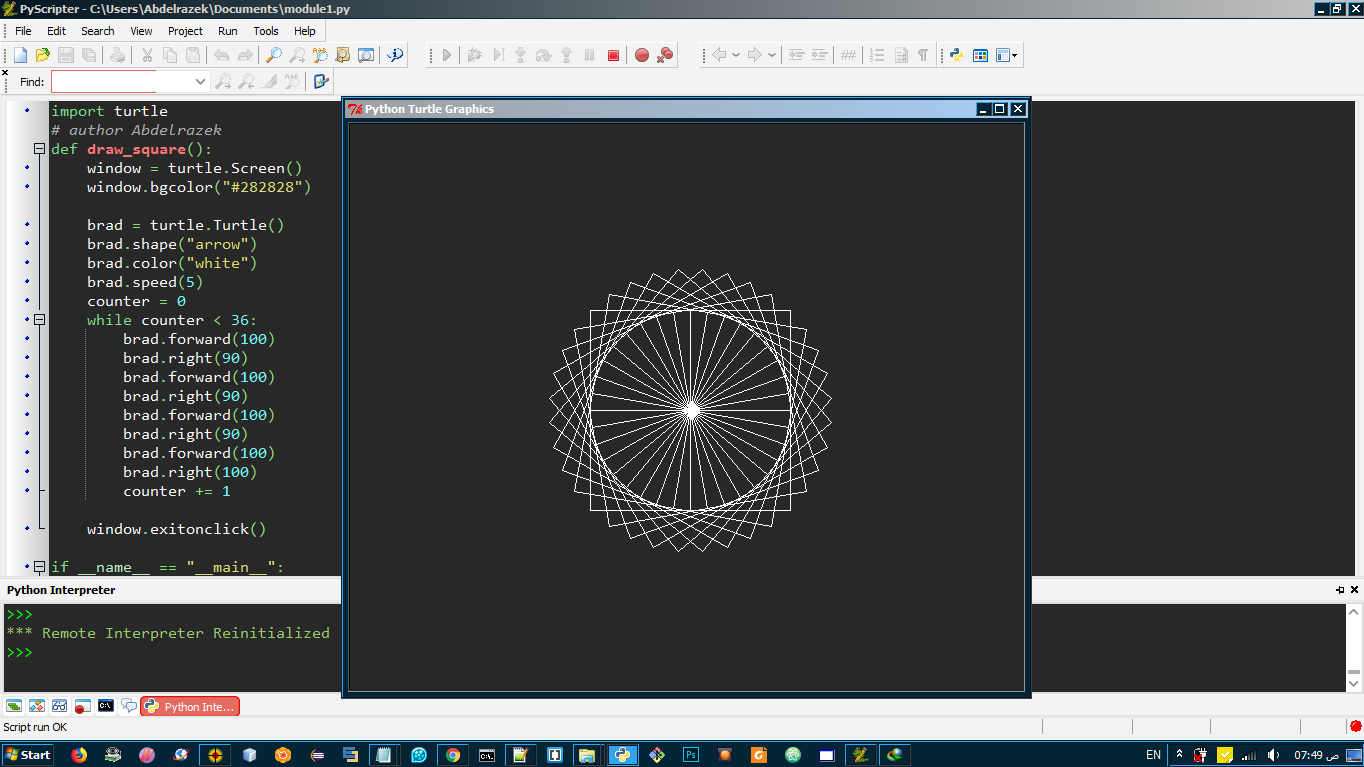 PyScripter - C:\Users\Abdelrazek\Documents\module1.py
File Edit Search View Project Run Tools Help
Find:
Python Turtle Graphics
import turtle
# author Abdelrazek
def draw_square():
    window = turtle.Screen()
    window.bgcolor("#282828")
    brad = turtle.Turtle()
    brad.shape("arrow")
    brad.color("white")
    brad.speed(5)
    counter = 0
    while counter < 36:
        brad.forward(100)
        brad.right(90)
        brad.forward(100)
        brad.right(90)
        brad.forward(100)
        brad.right(90)
        brad.forward(100)
        brad.right(100)
        counter += 1
    window.exitonclick()
if __name__ == "__main__":
Python Interpreter
>>>
*** Remote Interpreter Reinitialized
>>>
Python Inte...
Script run OK
Start
Ps
EN
07:49 ص